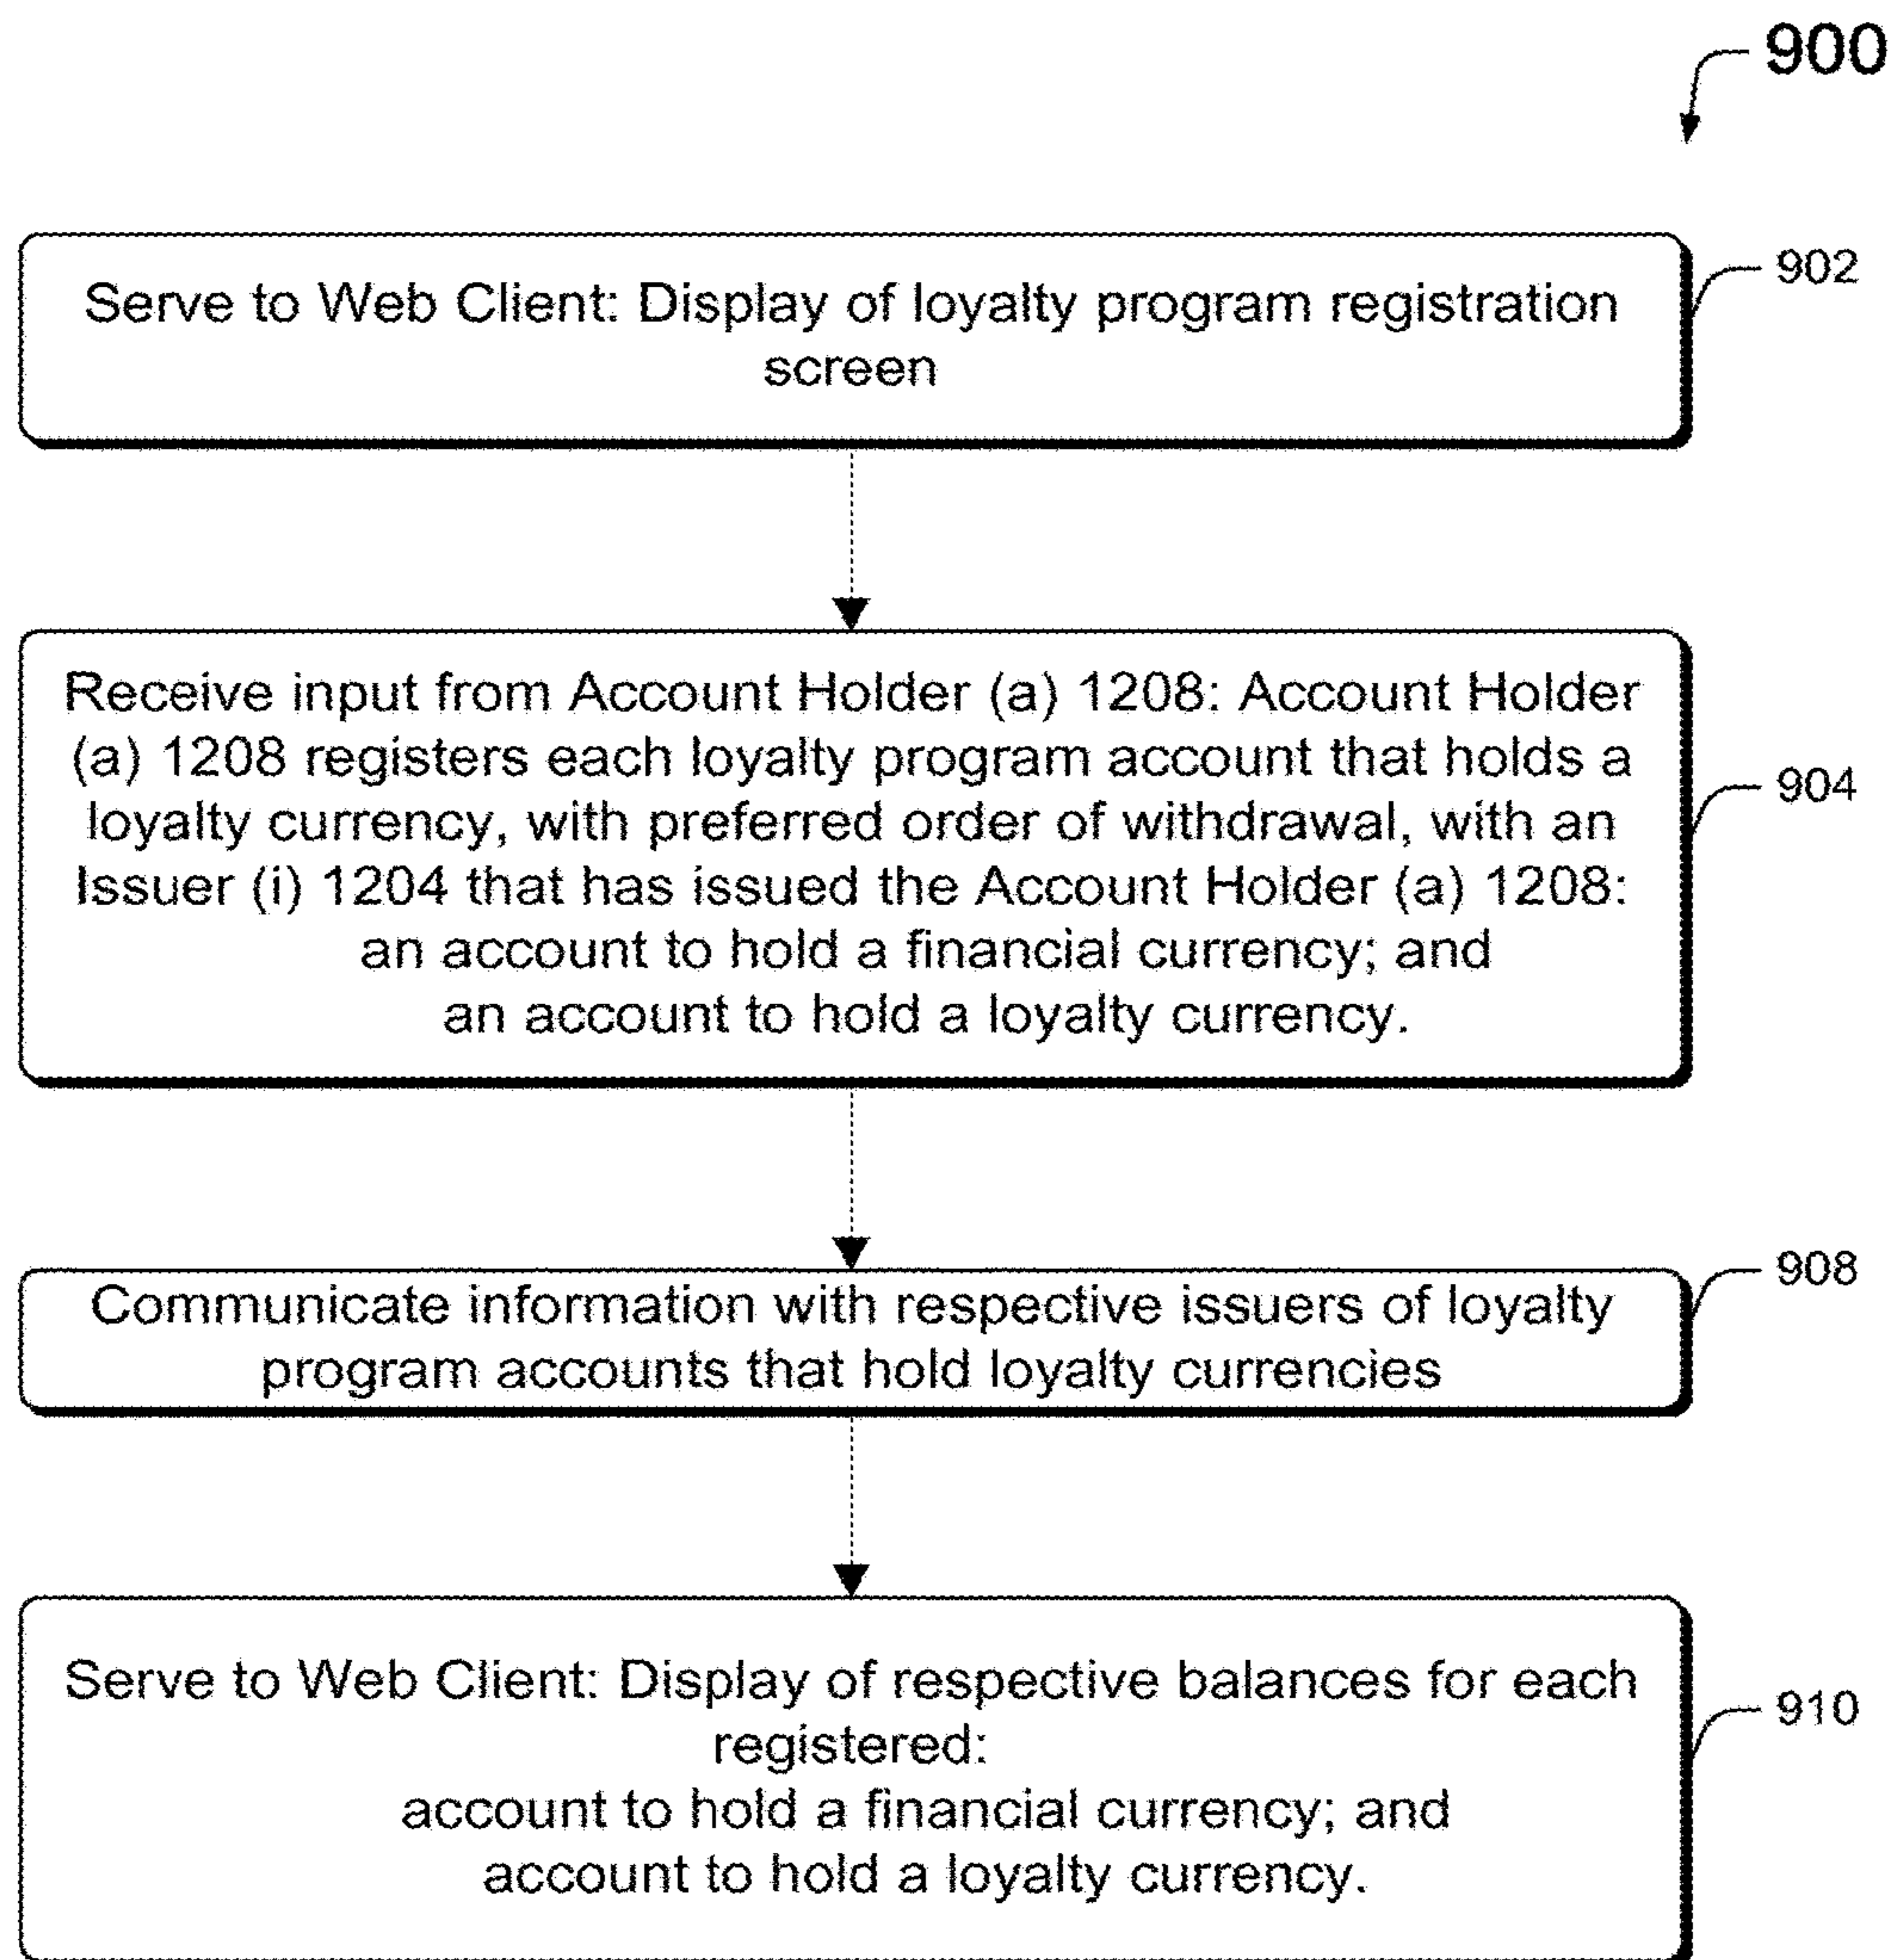 900
Serve to Web Client: Display of loyalty program registration
screen
902
Receive input from Account Holder (a) 1208: Account Holder
(a) 1208 registers each loyalty program account that holds a
loyalty currency, with preferred order of withdrawal, with an
Issuer (i) 1204 that has issued the Account Holder (a) 1208:
an account to hold a financial currency; and
an account to hold a loyalty currency.
904
Communicate information with respective issuers of loyalty
program accounts that hold loyalty currencies
908
Serve to Web Client: Display of respective balances for each
registered:
account to hold a financial currency; and
account to hold a loyalty currency.
910